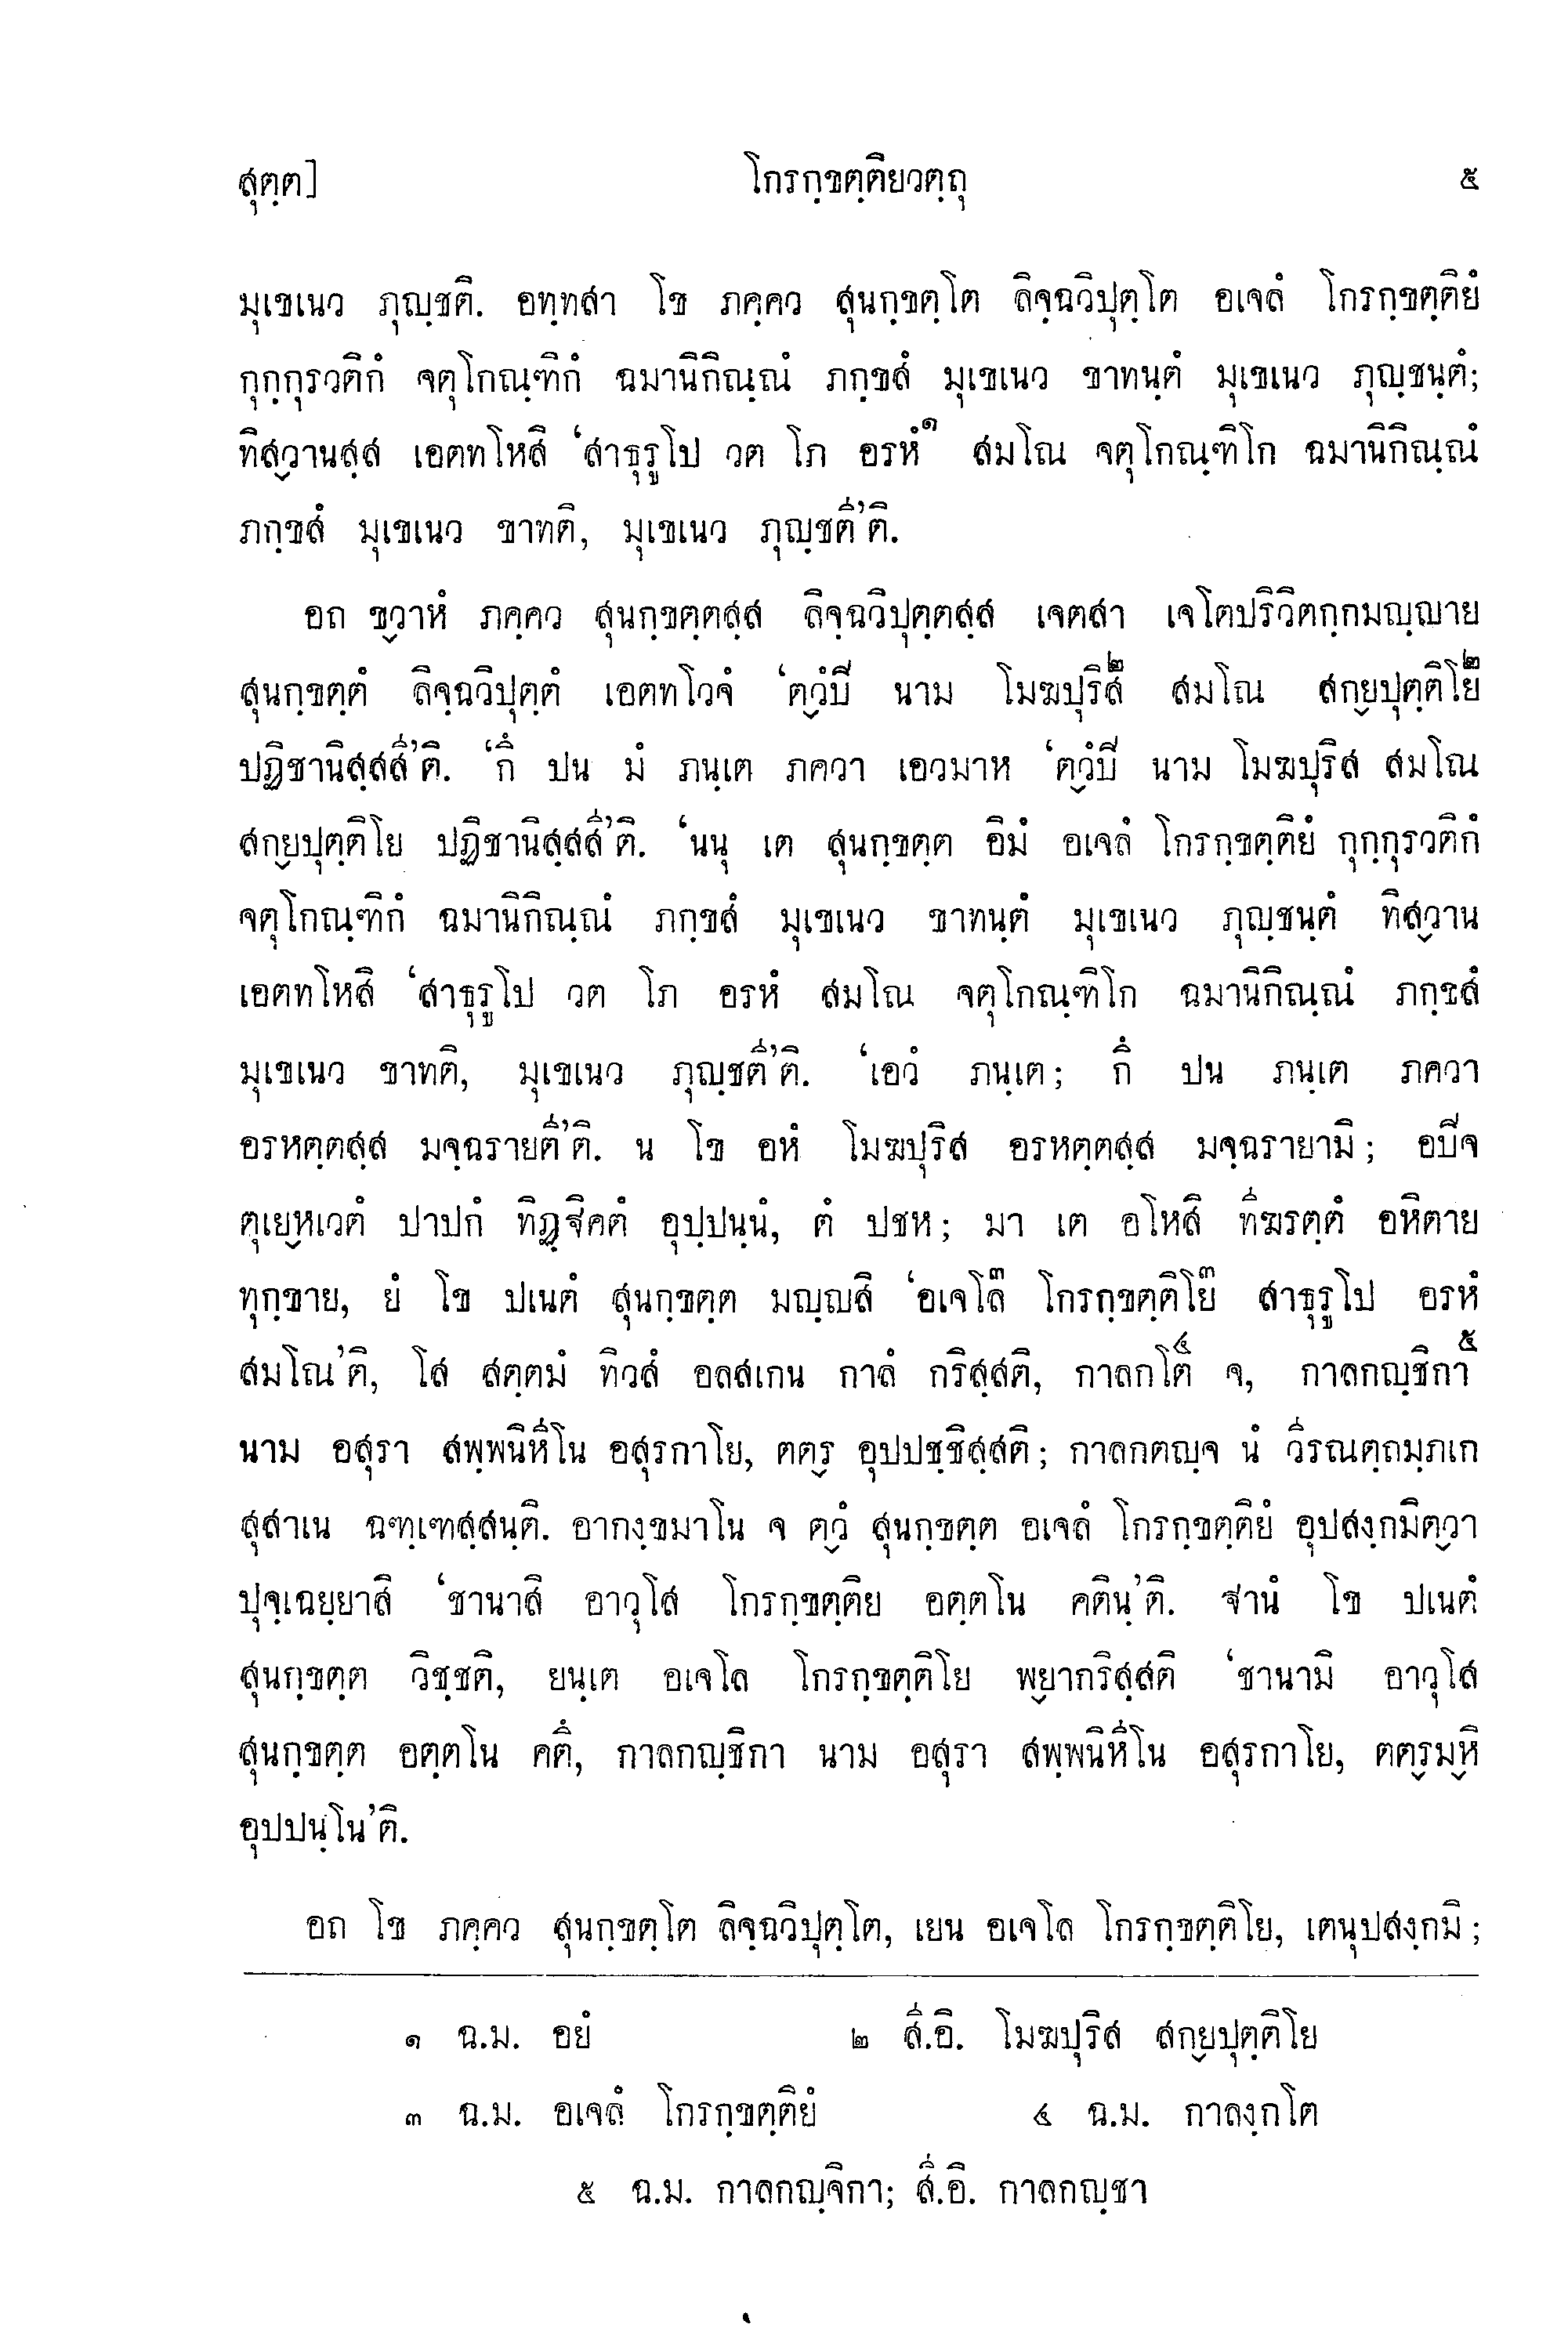 สุตฺต]	โกรกฺขตฺติยวตฺถุ	๕
มุเขเนว ภุญฺชติ. อทฺทสา โข ภคฺคว สุนกฺขตฺโต ลิจฺฉวิปุตฺโต อเจลํ โกรกฺขตฺติยํ
กุกฺกุรวติกํ จตุโกณฺฑิกํ ฉมานิกิณฺณํ ภกฺขสํ มุเขเนว ขาทนฺตํ มุเขเนว ภุญฺชนฺตํ;
ทิสฺวานสฺส เอตทโหสิ ‘สาธุรูโป วต โภ อรหํ๑ สมโณ จตุโกณฺฑิโก ฉมานิกิณฺณํ
ภกฺขสํ มุเขเนว ขาทติ, มุเขเนว ภุญฺชตี’ติ.
อถ ขฺวาหํ ภคฺคว สุนกฺขตฺตสฺส ลิจฺฉวิปุตฺตสฺส เจตสา เจโตปริวิตกฺกมญฺญาย
สุนกฺขตฺตํ ลิจฺฉวิปุตฺตํ เอตทโวจํ ‘ตฺวํปิ นาม โมฆปุริส๒ สมโณ สกฺยปุตฺติโย๒
ปฏิชานิสฺสสี’ติ. ‘กึ ปน มํ ภนฺเต ภควา เอวมาห ‘ตฺวํปิ นาม โมฆปุริส สมโณ
สกฺยปุตฺติโย ปฏิชานิสฺสสี’ติ. ‘นนุ เต สุนกฺขตฺต อิมํ อเจลํ โกรกฺขตฺติยํ กุกฺกุรวติกํ
จตุโกณฺฑิกํ ฉมานิกิณฺณํ ภกฺขสํ มุเขเนว ขาทนฺตํ มุเขเนว ภุญฺชนฺตํ ทิสฺวาน
เอตทโหสิ ‘สาธุรูโป วต โภ อรหํ สมโณ จตุโกณฺฑิโก ฉมานิกิณฺณํ ภกฺขสํ
มุเขเนว ขาทติ, มุเขเนว ภุญฺชตี’ติ. ‘เอวํ ภนฺเต; กึ ปน ภนฺเต ภควา
อรหตฺตสฺส มจฺฉรายตี’ติ. น โข อหํ โมฆปุริส อรหตฺตสฺส มจฺฉรายามิ; อปิจ
ตุเยฺหเวตํ ปาปกํ ทิฏฺฐิคตํ อุปฺปนฺนํ, ตํ ปชห; มา เต อโหสิ ทีฆรตฺตํ อหิตาย
ทุกฺขาย, ยํ โข ปเนตํ สุนกฺขตฺต มญฺญสิ ‘อเจโล๓ โกรกฺขตฺติโย๓ สาธุรูโป อรหํ
สมโณ’ติ, โส สตฺตมํ ทิวสํ อลสเกน กาลํ กริสฺสติ, กาลกโต๔ จ, กาลกญฺชิกา๕
นาม อสุรา สพฺพนิหีโน อสุรกาโย, ตตฺร อุปปชฺชิสฺสติ; กาลกตญฺจ นํ วีรณตฺถมฺภเก
สุสาเน ฉฑฺเฑสฺสนฺติ. อากงฺขมาโน จ ตฺวํ สุนกฺขตฺต อเจลํ โกรกฺขตฺติยํ อุปสงฺกมิตฺวา
ปุจฺเฉยฺยาสิ ‘ชานาสิ อาวุโส โกรกฺขตฺติย อตฺตโน คตินฺ’ติ. ฐานํ โข ปเนตํ
สุนกฺขตฺต วิชฺชติ, ยนฺเต อเจโล โกรกฺขตฺติโย พฺยากริสฺสติ ‘ชานามิ อาวุโส
สุนกฺขตฺต อตฺตโน คตึ, กาลกญฺชิกา นาม อสุรา สพฺพนิหีโน อสุรกาโย, ตตฺรมฺหิ
อุปปนฺโน’ติ.
อถ โข ภคฺคว สุนกฺขตฺโต ลิจฺฉวิปุตฺโต, เยน อเจโล โกรกฺขตฺติโย, เตนุปสงฺกมิ;
๑ ฉ.ม. อยํ	๒ สี.อิ. โมฆปุริส สกฺยปุตฺติโย
๓ ฉ.ม. อเจลํ โกรกฺขตฺติยํ	๔ ฉ.ม. กาลงฺกโต
๕ ฉ.ม. กาลกญฺจิกา; สี.อิ. กาลกญฺชา